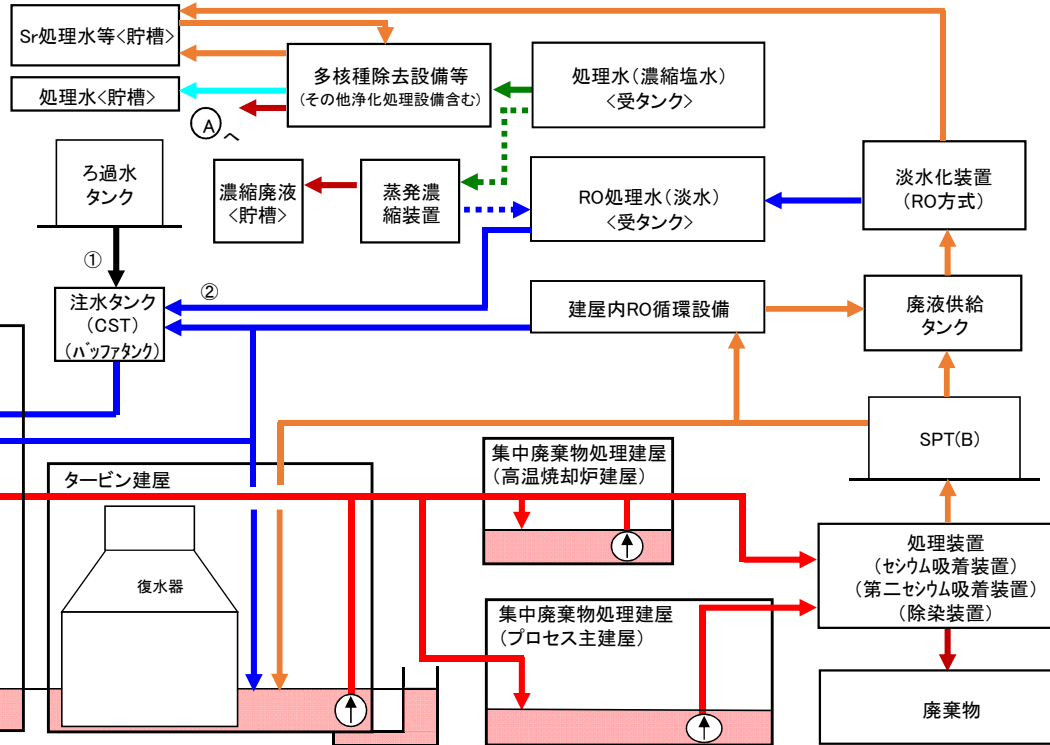 Sr処理水等<貯槽>
多核種除去設備等
(その他浄化処理設備含む)
処理水(濃縮塩水)
<受タンク>
処理水<貯槽>
Aへ
ろ過水
タンク
濃縮廃液
<貯槽>
蒸発濃
縮装置
RO処理水(淡水)
<受タンク>
淡水化装置
(RO方式)
①
②
注水タンク
(CST)
(バッファタンク)
建屋内RO循環設備
廃液供給
タンク
SPT(B)
タービン建屋
復水器
集中廃棄物処理建屋
(高温焼却炉建屋)
処理装置
(セシウム吸着装置)
(第二セシウム吸着装置)
(除染装置)
集中廃棄物処理建屋
(プロセス主建屋)
廃棄物